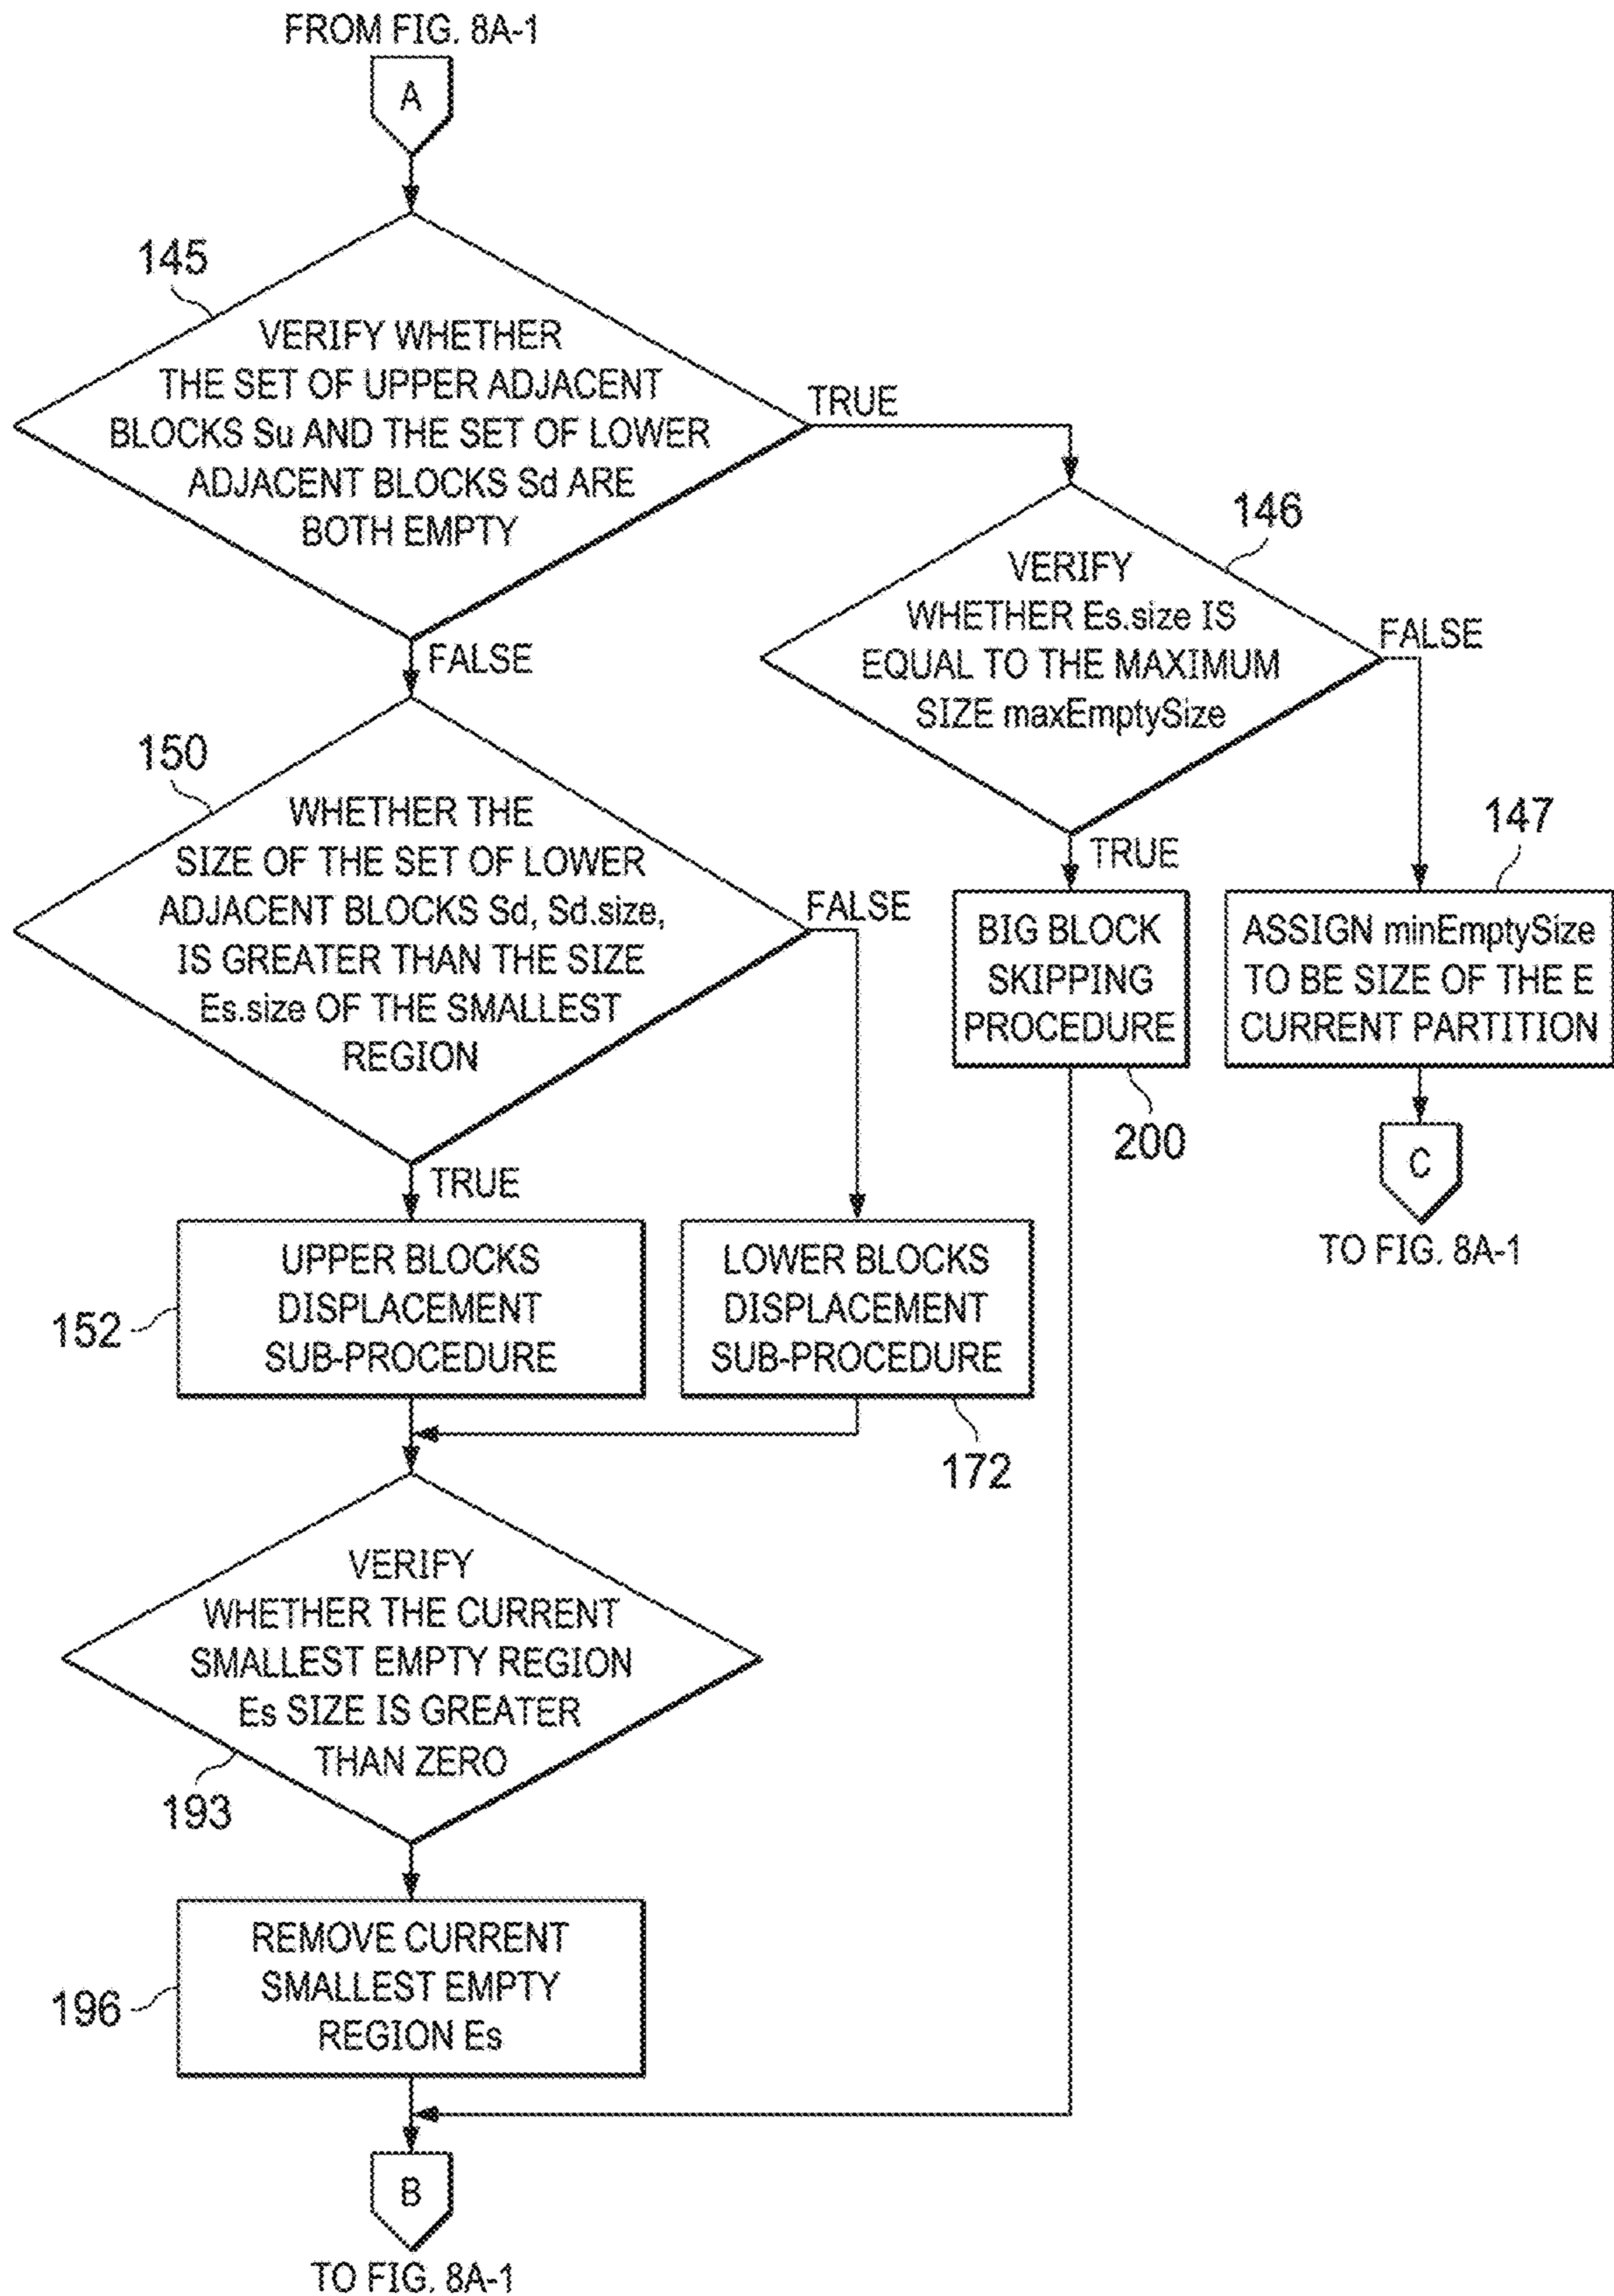 FROM FIG. 8A-1
A
145
VERIFY WHETHER
THE SET OF UPPER ADJACENT
BLOCKS Su AND THE SET OF LOWER
ADJACENT BLOCKS Sd ARE
BOTH EMPTY
TRUE
FALSE
146
VERIFY
WHETHER Es.size IS
EQUAL TO THE MAXIMUM
SIZE maxEmptySize
FALSE
TRUE
150
WHETHER THE
SIZE OF THE SET OF LOWER
ADJACENT BLOCKS Sd, Sd.size,
IS GREATER THAN THE SIZE
Es.size OF THE SMALLEST
REGION
FALSE
TRUE
BIG BLOCK
SKIPPING
PROCEDURE
200
147
ASSIGN minEmptySize
TO BE SIZE OF THE E
CURRENT PARTITION
C
TO FIG. 8A-1
152
UPPER BLOCKS
DISPLACEMENT
SUB-PROCEDURE
LOWER BLOCKS
DISPLACEMENT
SUB-PROCEDURE
172
VERIFY
WHETHER THE CURRENT
SMALLEST EMPTY REGION
Es SIZE IS GREATER
THAN ZERO
193
196
REMOVE CURRENT
SMALLEST EMPTY
REGION Es
B
TO FIG. 8A-1